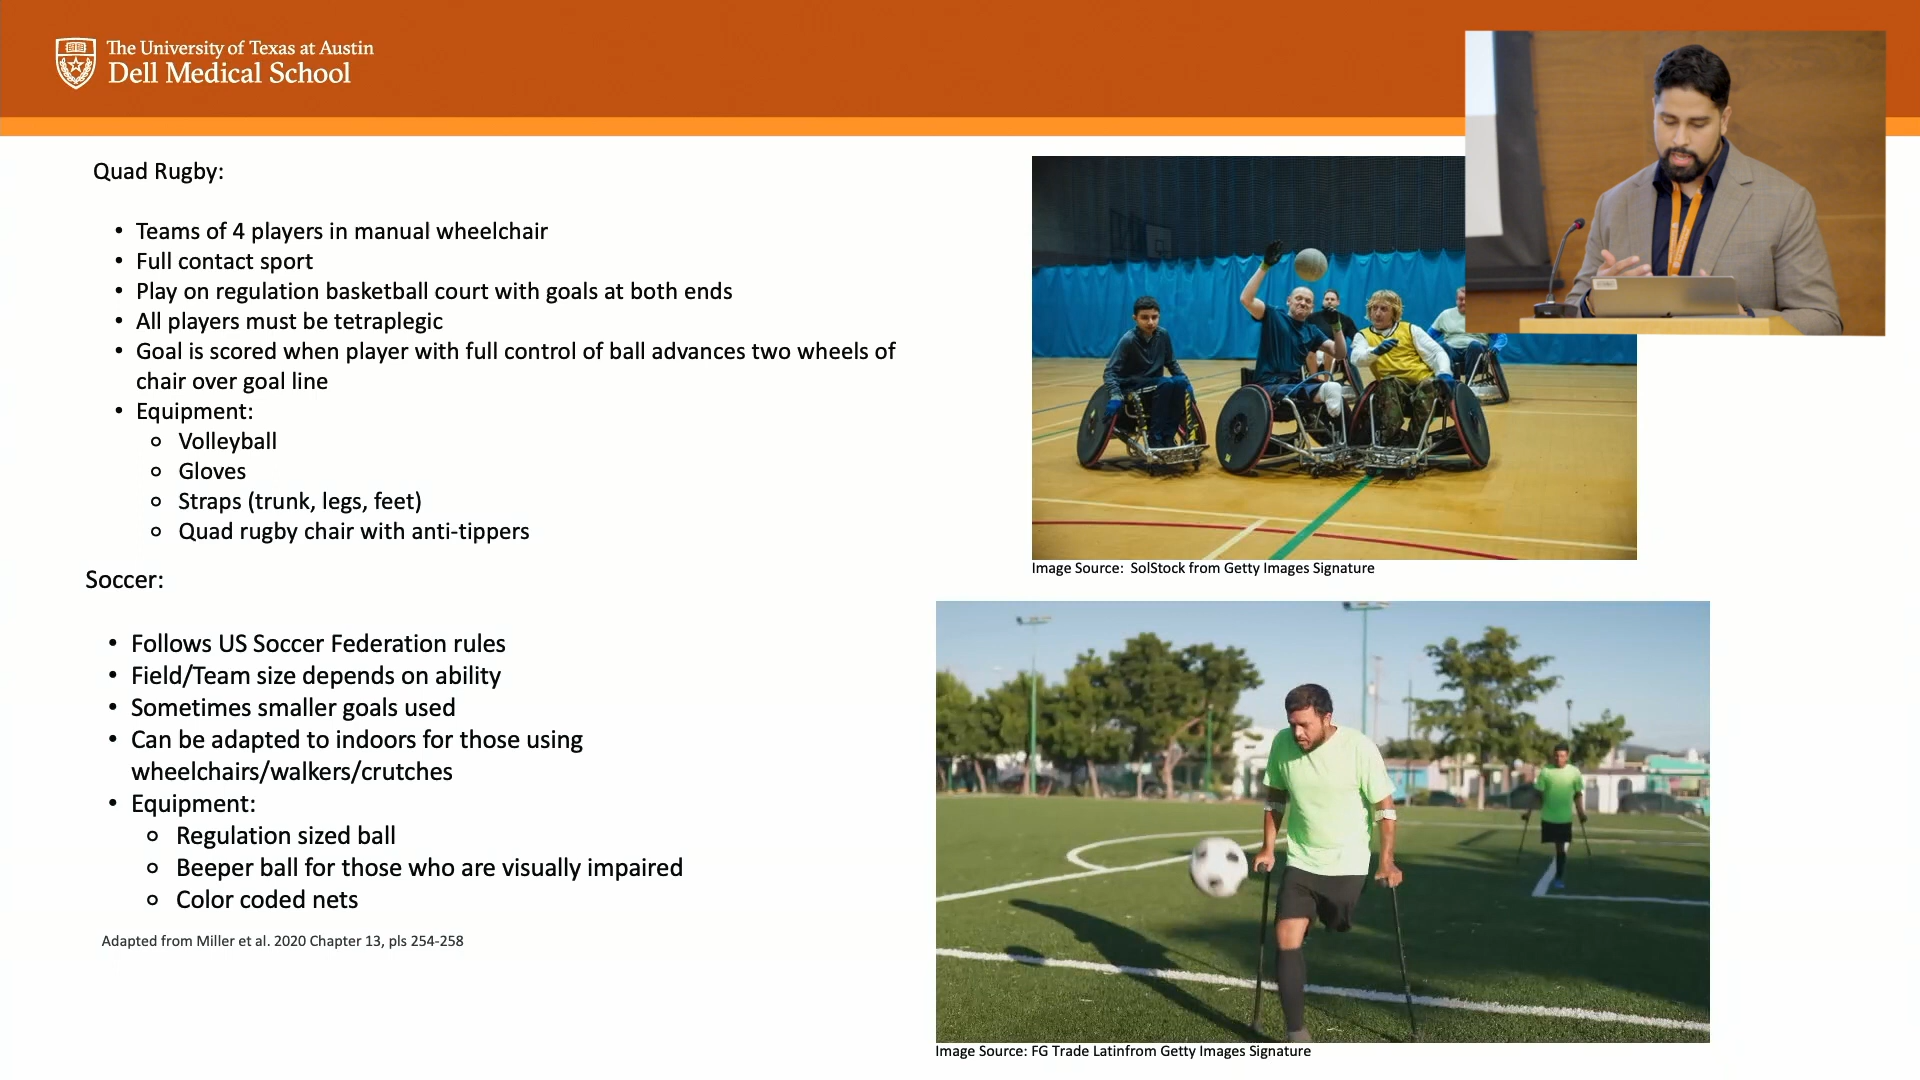 The University of Texas at Austin
Dell Medical School
Quad Rugby:
• Teams of 4 players in manual wheelchair
• Full contact sport
• Play on regulation basketball court with goals at both ends
• All players must be tetraplegic
• Goal is scored when player with full control of ball advances two wheels of
chair over goal line
• Equipment:
o Volleyball
o Gloves
o Straps (trunk, legs, feet)
o Quad rugby chair with anti-tippers
Image Source: SolStock from Getty Images Signature
Soccer:
• Follows US Soccer Federation rules
• Field/Team size depends on ability
• Sometimes smaller goals used
• Can be adapted to indoors for those using
wheelchairs/walkers/crutches
• Equipment:
o Regulation sized ball
o Beeper ball for those who are visually impaired
o Color coded nets
Adapted from Miller et al. 2020 Chapter 13, pls 254-258
Image Source: FG Trade Latinfrom Getty Images Signature